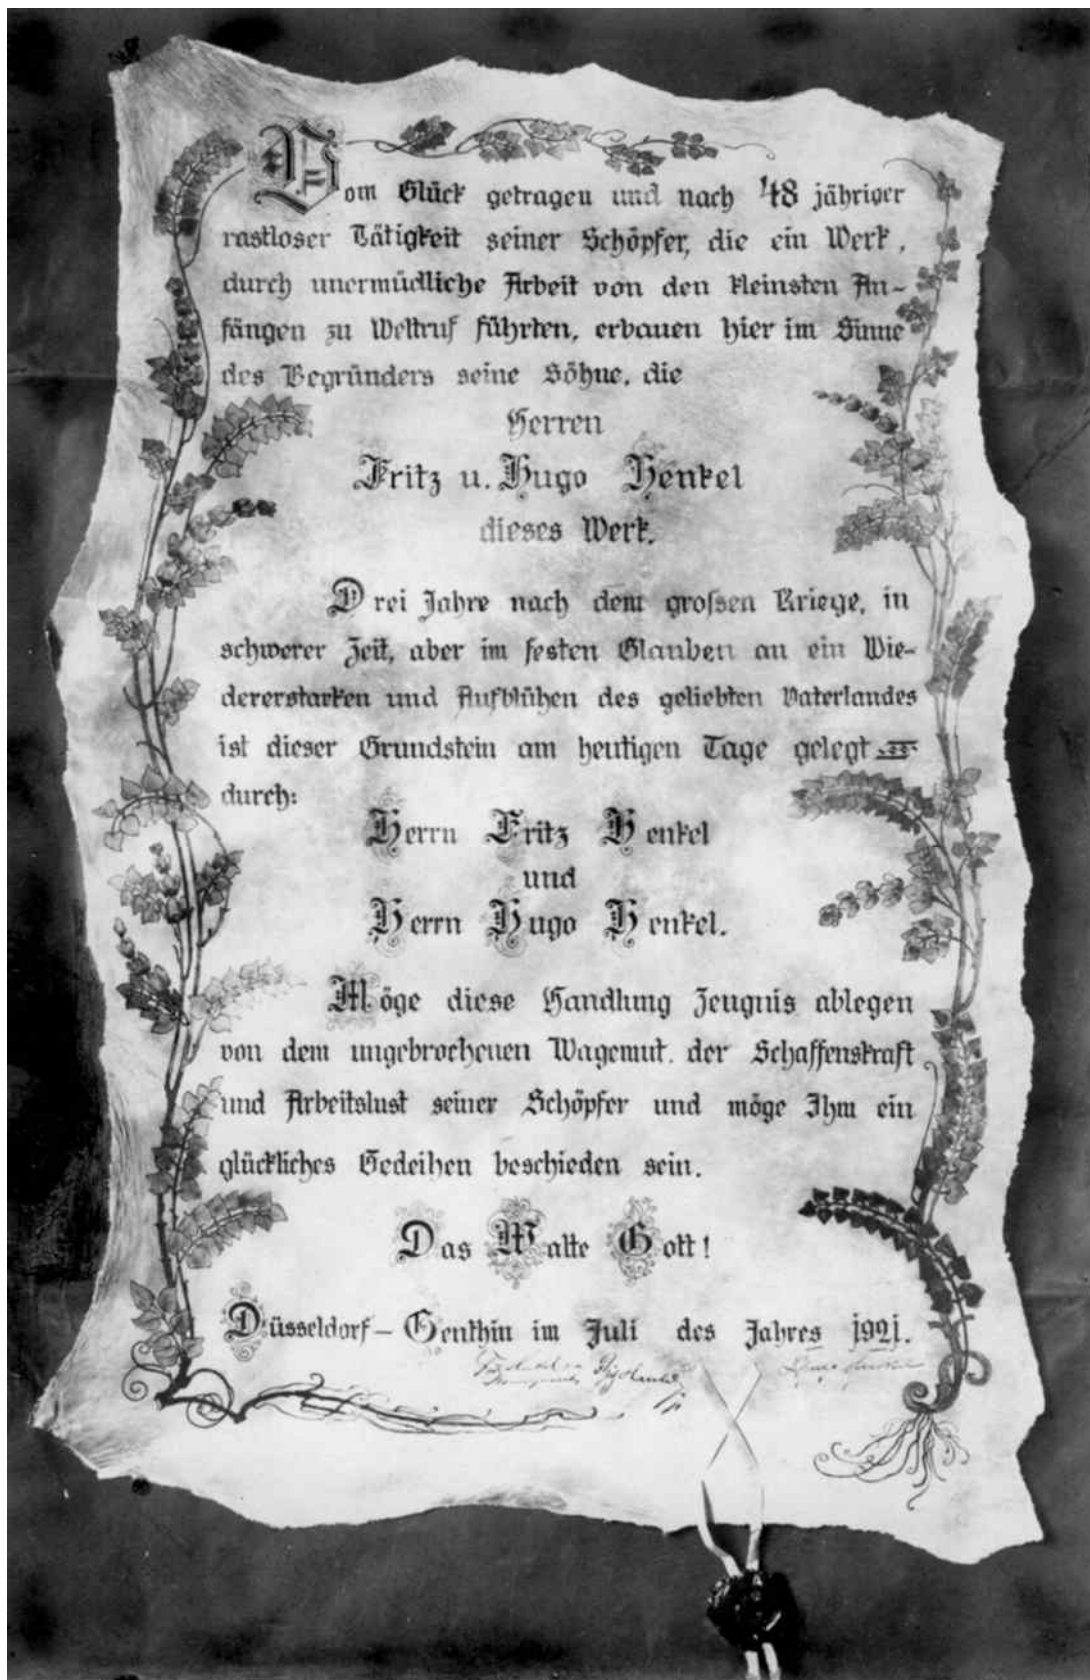 Vom Glück getragen und nach 48 jähriger
rastloser Tätigkeit seiner Schöpfer, die ein Werk,
durch unermüdliche Arbeit von den kleinsten An-
fängen zu Weltruf führten, erbauen hier im Sinne
des Begründers seine Söhne, die
Herren
Fritz u. Hugo Henkel
dieses Werk.
Drei Jahre nach dem grossen Kriege, in
schwerer Zeit, aber im festen Glauben an ein Wie-
dererstarken und Aufblühen des geliebten Vaterlandes
ist dieser Grundstein am heutigen Tage gelegt
durch:
Herrn Fritz Henkel
und
Herrn Hugo Henkel.
Möge diese Handlung Zeugnis ablegen
von dem ungebrochenen Wagemut, der Schaffenskraft
und Arbeitslust seiner Schöpfer und möge Ihm ein
glückliches Gedeihen beschieden sein.
Das Walte Gott!
Düsseldorf – Genthin im Juli des Jahres 1921.